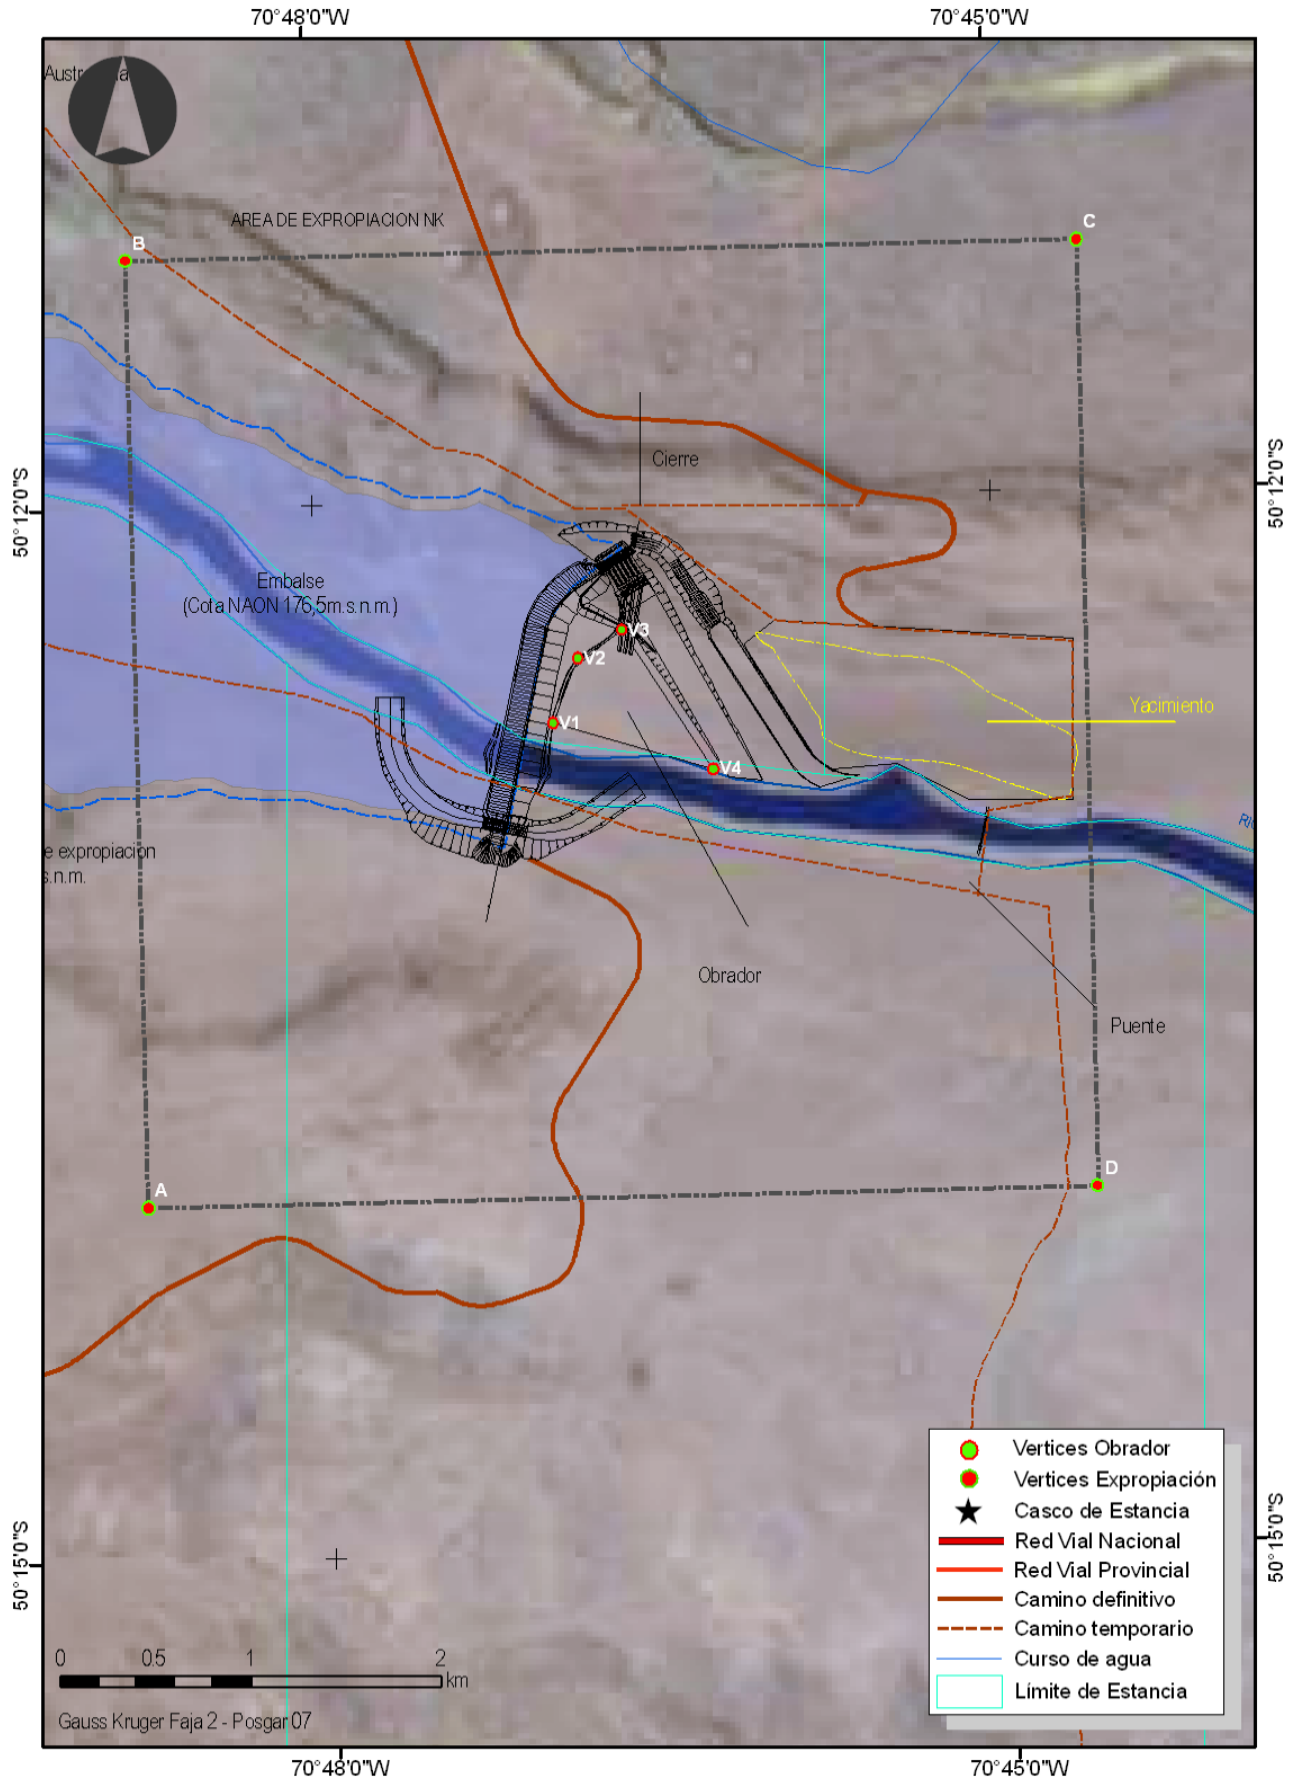 70°48'0"W
70°45'0"W
Austr
AREA DE EXPROPIACION NK
B
C
Cierre
50°12'0"S
50°12'0"S
Embalse
(Cota NAON 176,5m.s.n.m.)
V3
V2
V1
V4
Yacimiento
e expropiacion
s.n.m.
Obrador
Puente
A
D
Vertices Obrador
Vertices Expropiación
Casco de Estancia
Red Vial Nacional
Red Vial Provincial
Camino definitivo
Camino temporario
Curso de agua
Límite de Estancia
50°15'0"S
50°15'0"S
0 0.5 1 2
km
Gauss Kruger Faja 2 - Posgar 07
70°48'0"W
70°45'0"W